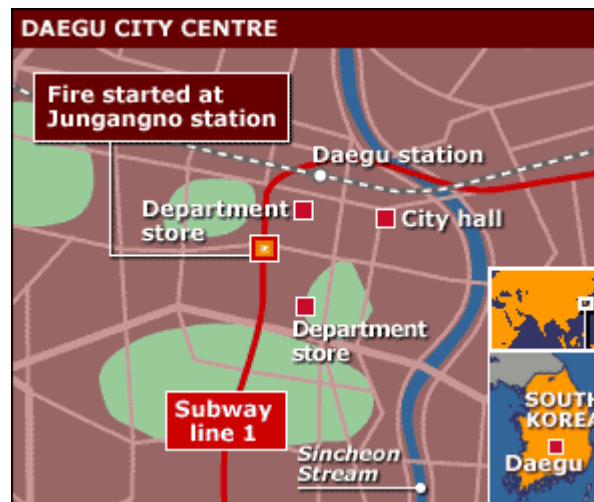 DAEGU CITY CENTRE
Fire started at
Jungangno station
Daegu station
Department
store
City hall
Department
store
Subway
line 1
Sincheon
Stream
SOUTH
KOREA
Daegu